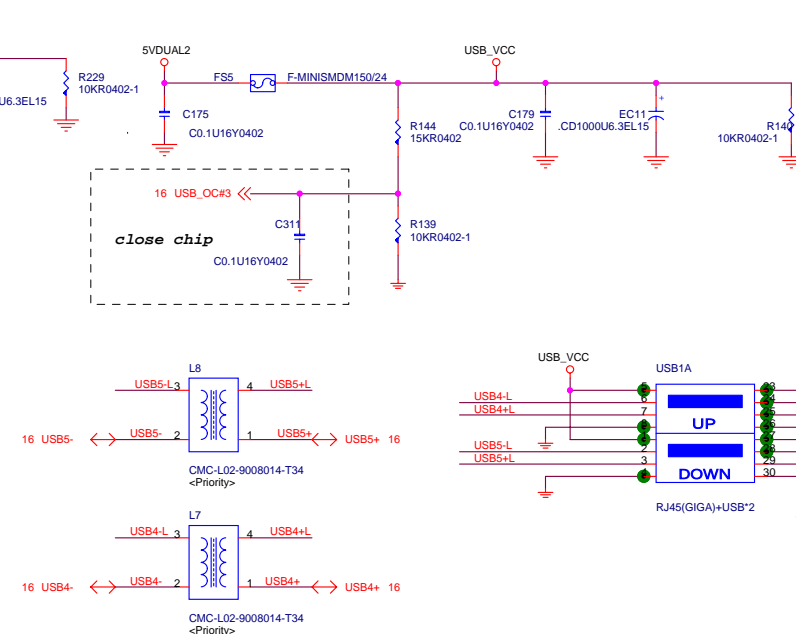 5VDUAL2
USB_VCC
R229
10KR0402-1
U6.3EL15
FS5
F-MINISMDM150/24
C175
C0.1U16Y0402
R144
15KR0402
C179
C0.1U16Y0402
EC11
+
.CD1000U6.3EL15
R140
10KR0402-1
16 USB_OC#3
close chip
C311
C0.1U16Y0402
R139
10KR0402-1
L8
USB5-L 3
4 USB5+L
16 USB5-
USB5- 2
1 USB5+
USB5+ 16
CMC-L02-9008014-T34
<Priority>
L7
USB4-L 3
4 USB4+L
16 USB4-
USB4- 2
1 USB4+
USB4+ 16
CMC-L02-9008014-T34
<Priority>
USB_VCC
USB1A
USB4-L 6
USB4+L 7
UP
USB5-L 2
USB5+L 3
29
DOWN
30
RJ45(GIGA)+USB*2